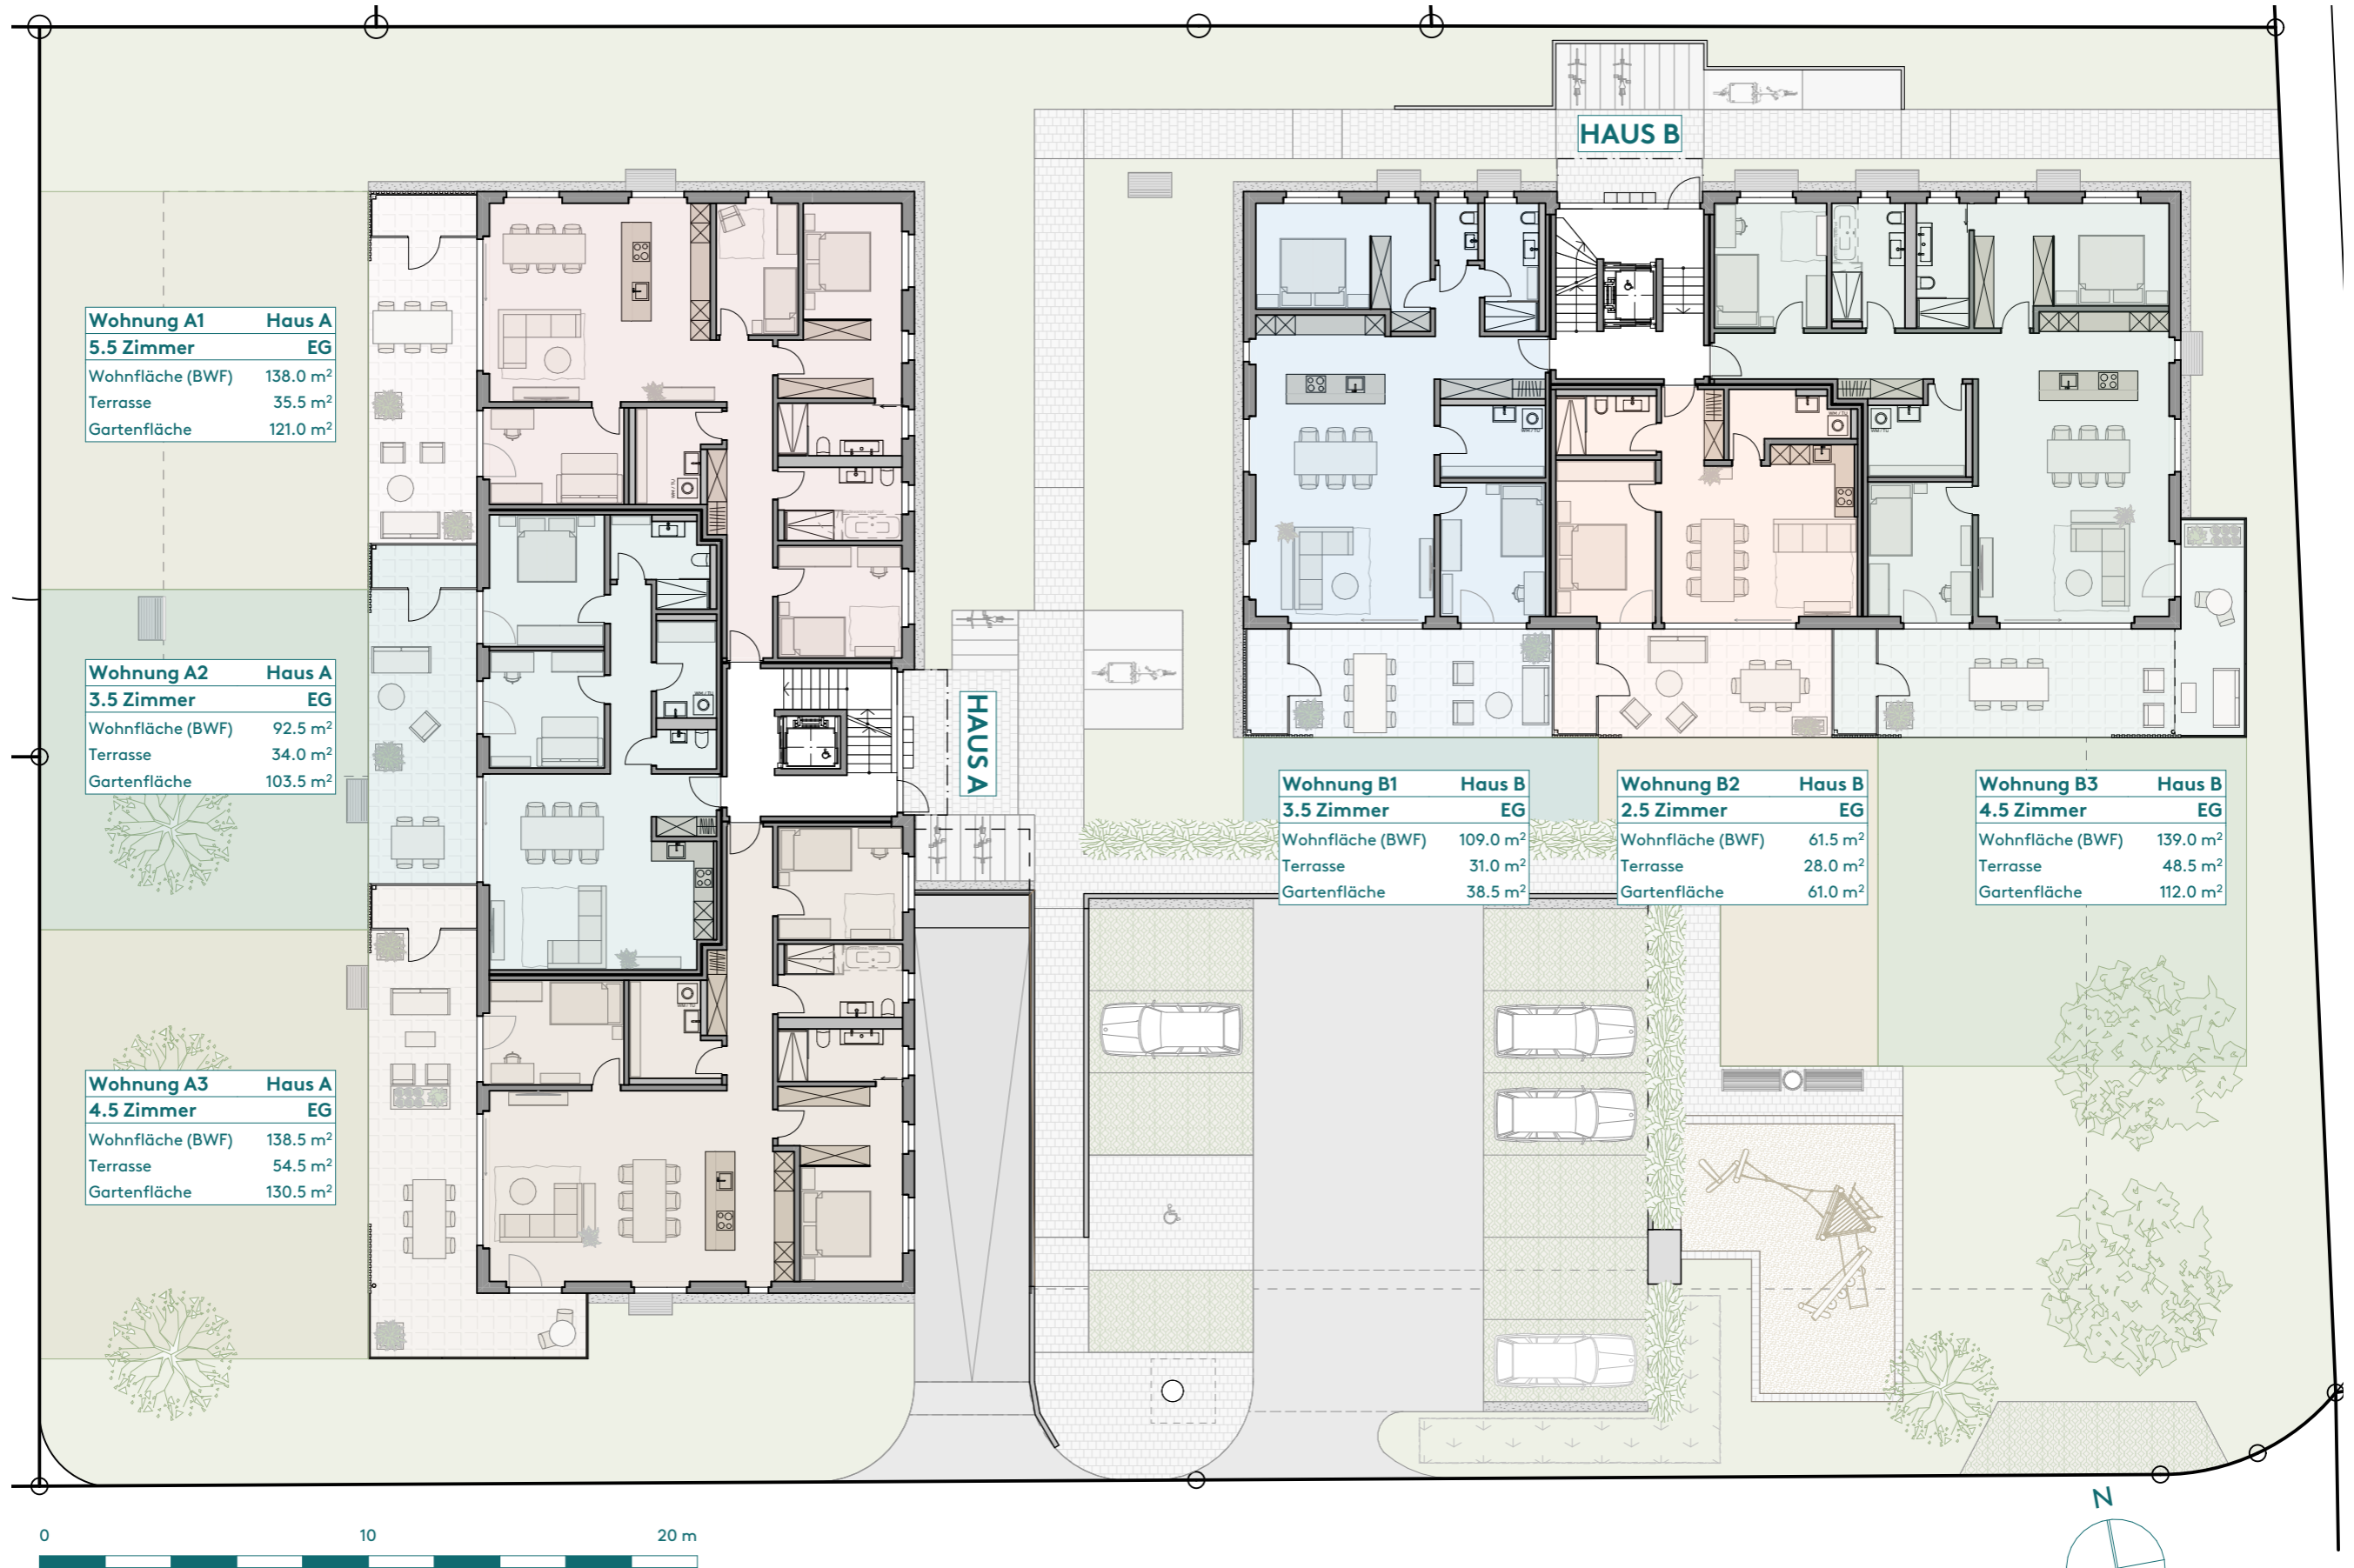 HAUS B
Wohnung A1 Haus A
5.5 Zimmer EG
Wohnfläche (BWF) 138.0 m²
Terrasse 35.5 m²
Gartenfläche 121.0 m²
Wohnung A2 Haus A
3.5 Zimmer EG
Wohnfläche (BWF) 92.5 m²
Terrasse 34.0 m²
Gartenfläche 103.5 m²
HAUS A
Wohnung B1 Haus B
3.5 Zimmer EG
Wohnfläche (BWF) 109.0 m²
Terrasse 31.0 m²
Gartenfläche 38.5 m²
Wohnung B2 Haus B
2.5 Zimmer EG
Wohnfläche (BWF) 61.5 m²
Terrasse 28.0 m²
Gartenfläche 61.0 m²
Wohnung B3 Haus B
4.5 Zimmer EG
Wohnfläche (BWF) 139.0 m²
Terrasse 48.5 m²
Gartenfläche 112.0 m²
Wohnung A3 Haus A
4.5 Zimmer EG
Wohnfläche (BWF) 138.5 m²
Terrasse 54.5 m²
Gartenfläche 130.5 m²
N
0 10 20 m